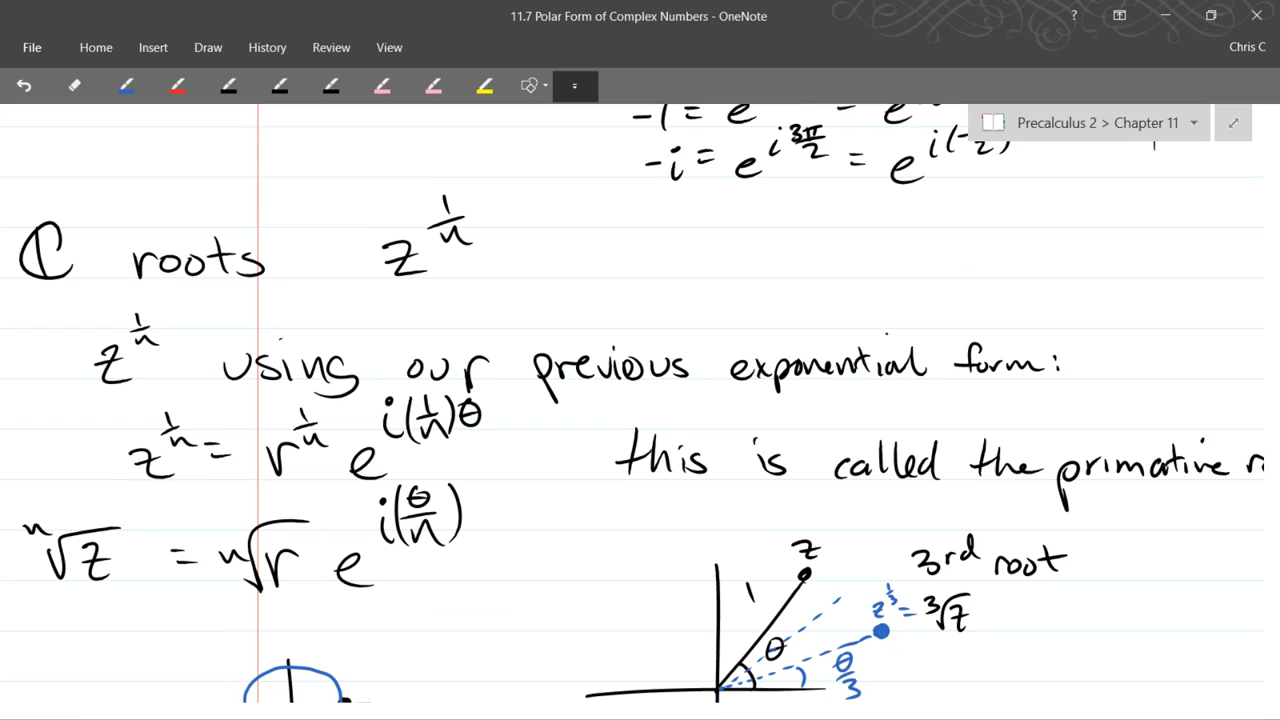 11.7 Polar Form of Complex Numbers - OneNote
File Home Insert Draw History Review View Chris C
Precalculus 2 > Chapter 11
-1 = e = e
-i = e^{i 3π/2} = e^{i(-
ℂ roots z^{1/n}
z^{1/n} using our previous exponential form:
z^{1/n} = r^{1/n} e^{i(1/n)θ}
this is called the primative
ⁿ√z = ⁿ√r e^{i(θ/n)}
z
3rd root
z^{1/3} = ³√z
θ
θ/3